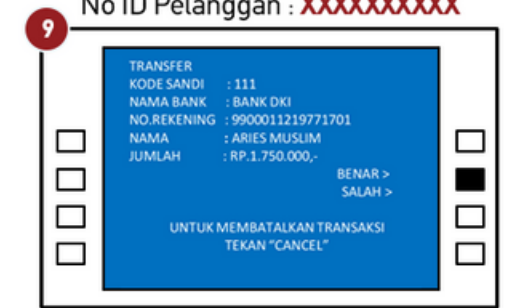 No ID Pelanggan : XXXXXXXXXX
9
TRANSFER
KODE SANDI : 111
NAMA BANK : BANK DKI
NO.REKENING : 9900011219771701
NAMA : ARIES MUSLIM
JUMLAH : RP.1.750.000,-
BENAR >
SALAH >
UNTUK MEMBATALKAN TRANSAKSI
TEKAN “CANCEL”